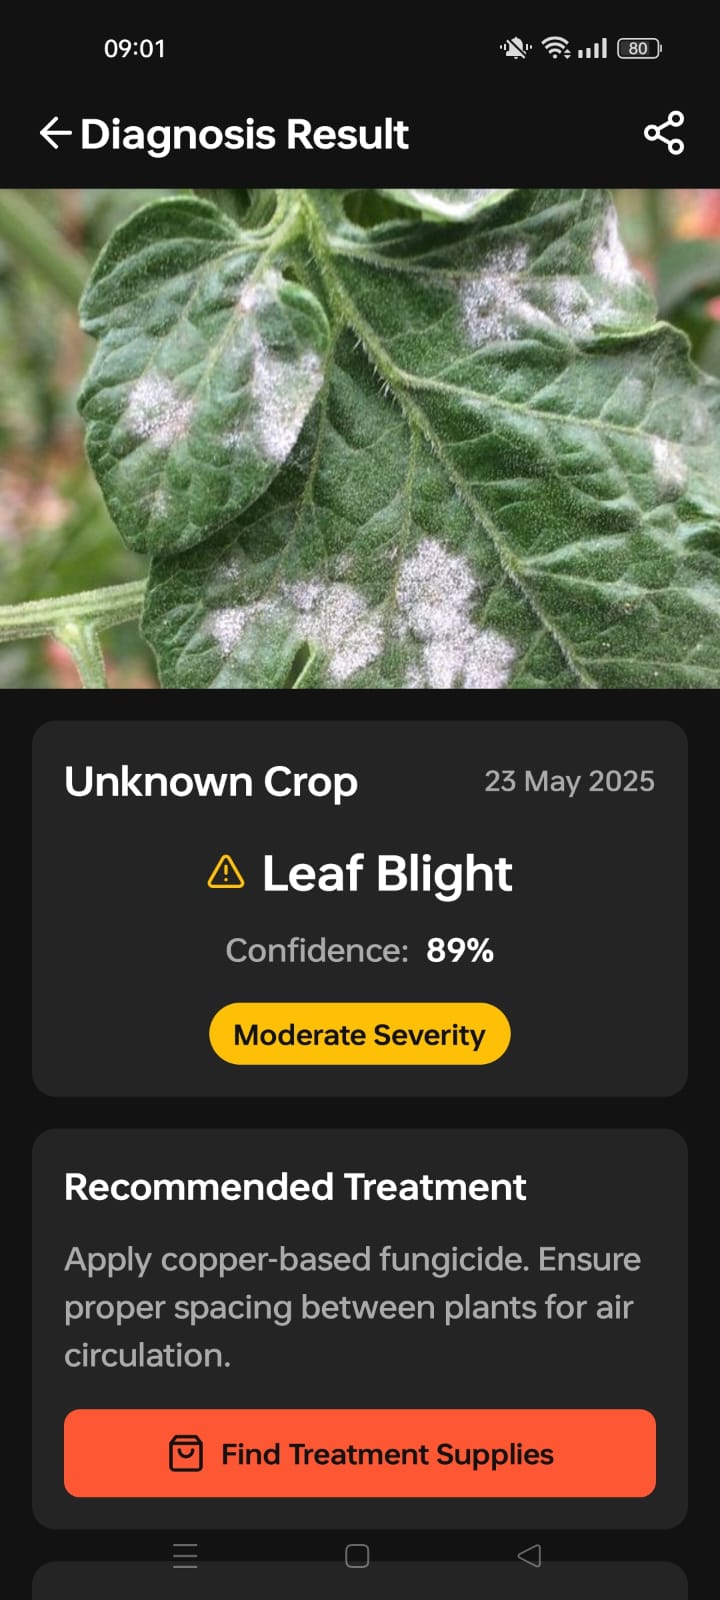 09:01
80
Diagnosis Result
Unknown Crop
23 May 2025
Leaf Blight
Confidence: 89%
Moderate Severity
Recommended Treatment
Apply copper-based fungicide. Ensure
proper spacing between plants for air
circulation.
Find Treatment Supplies